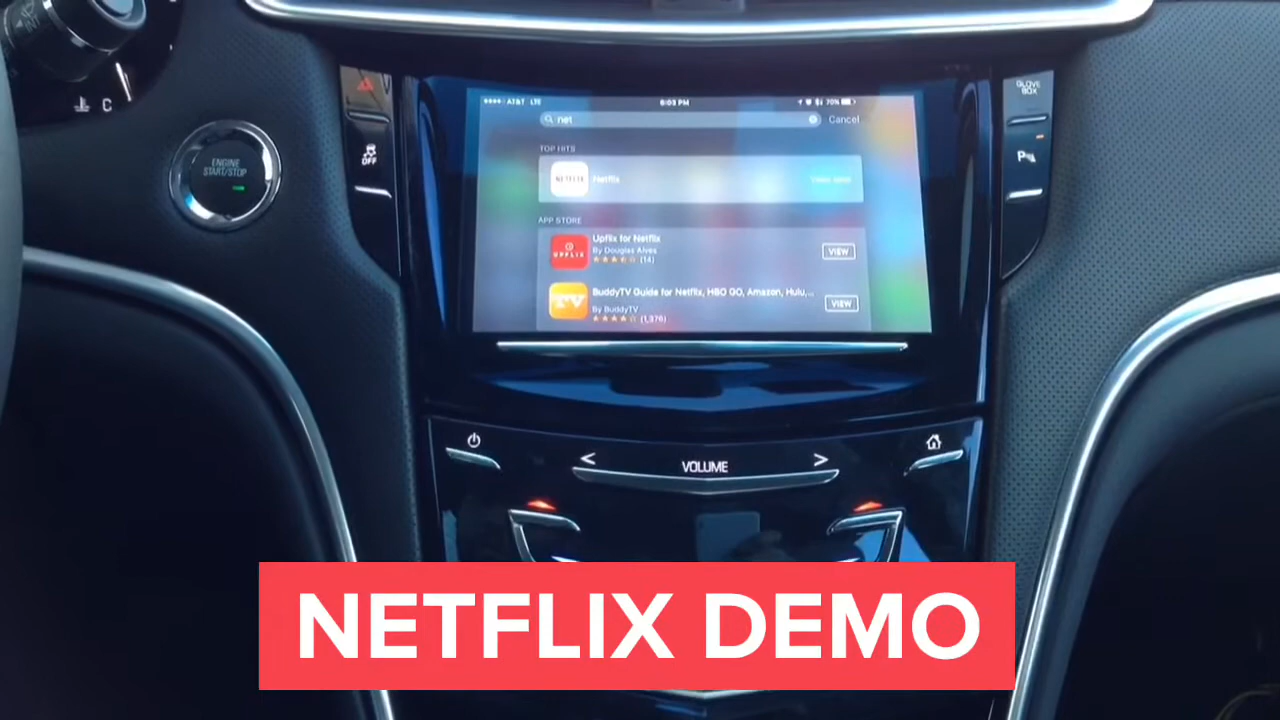 C
ENGINE
START/STOP
OFF
GLOVE
BOX
P
AT&T LTE
6:03 PM
70%
net
Cancel
TOP HITS
NETFLIX
Netflix
APP STORE
UPFLIX
Upflix for Netflix
By Douglas Alves
(14)
VIEW
TV
BuddyTV Guide for Netflix, HBO GO, Amazon, Hulu,...
By BuddyTV
(1,376)
VIEW
< VOLUME >
NETFLIX DEMO